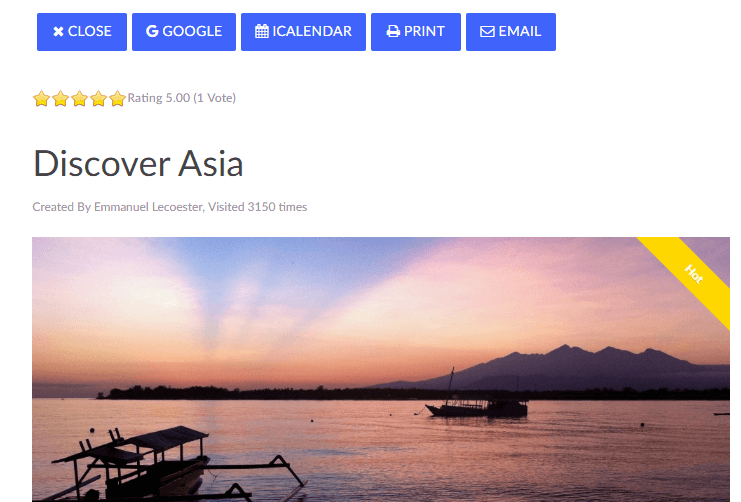 CLOSE GOOGLE ICALENDAR PRINT EMAIL
Rating 5.00 (1 Vote)
Discover Asia
Created By Emmanuel Lecoester, Visited 3150 times
Hot